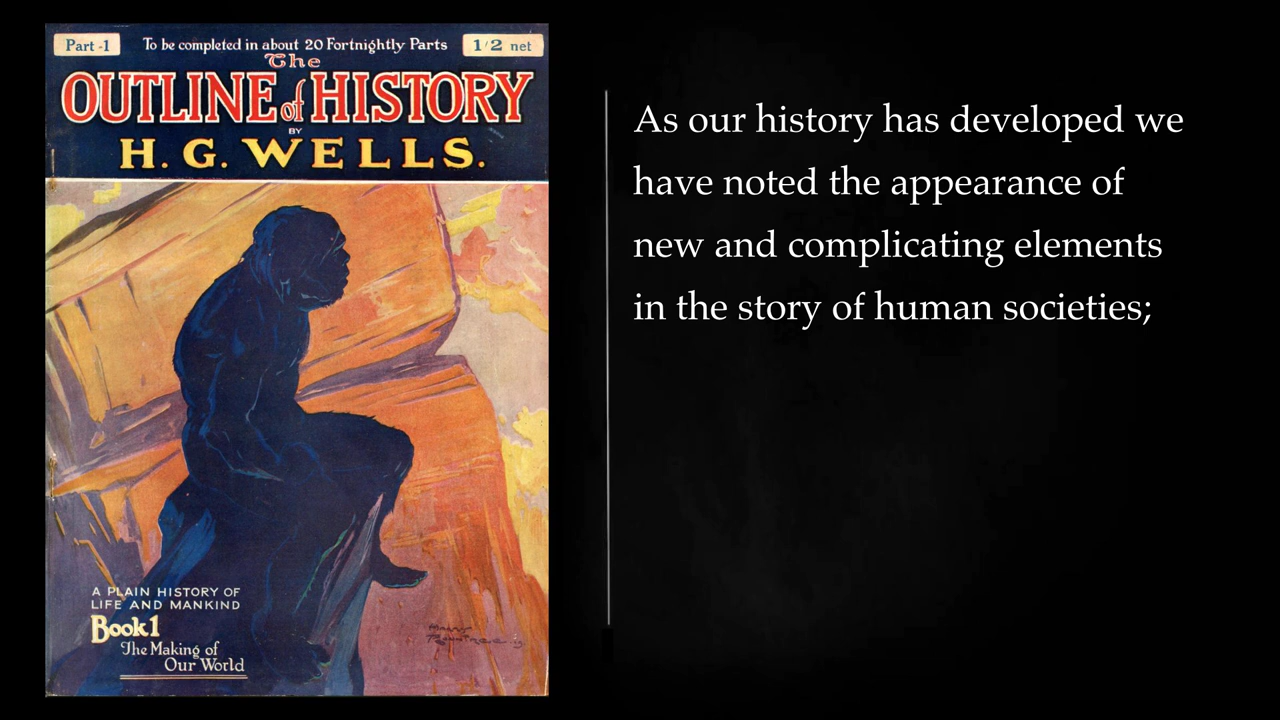 Part -1
To be completed in about 20 Fortnightly Parts
1/2 net
The
OUTLINE of HISTORY
BY
H. G. WELLS.
A PLAIN HISTORY OF
LIFE AND MANKIND
Book 1
The Making of
Our World
As our history has developed we
have noted the appearance of
new and complicating elements
in the story of human societies;